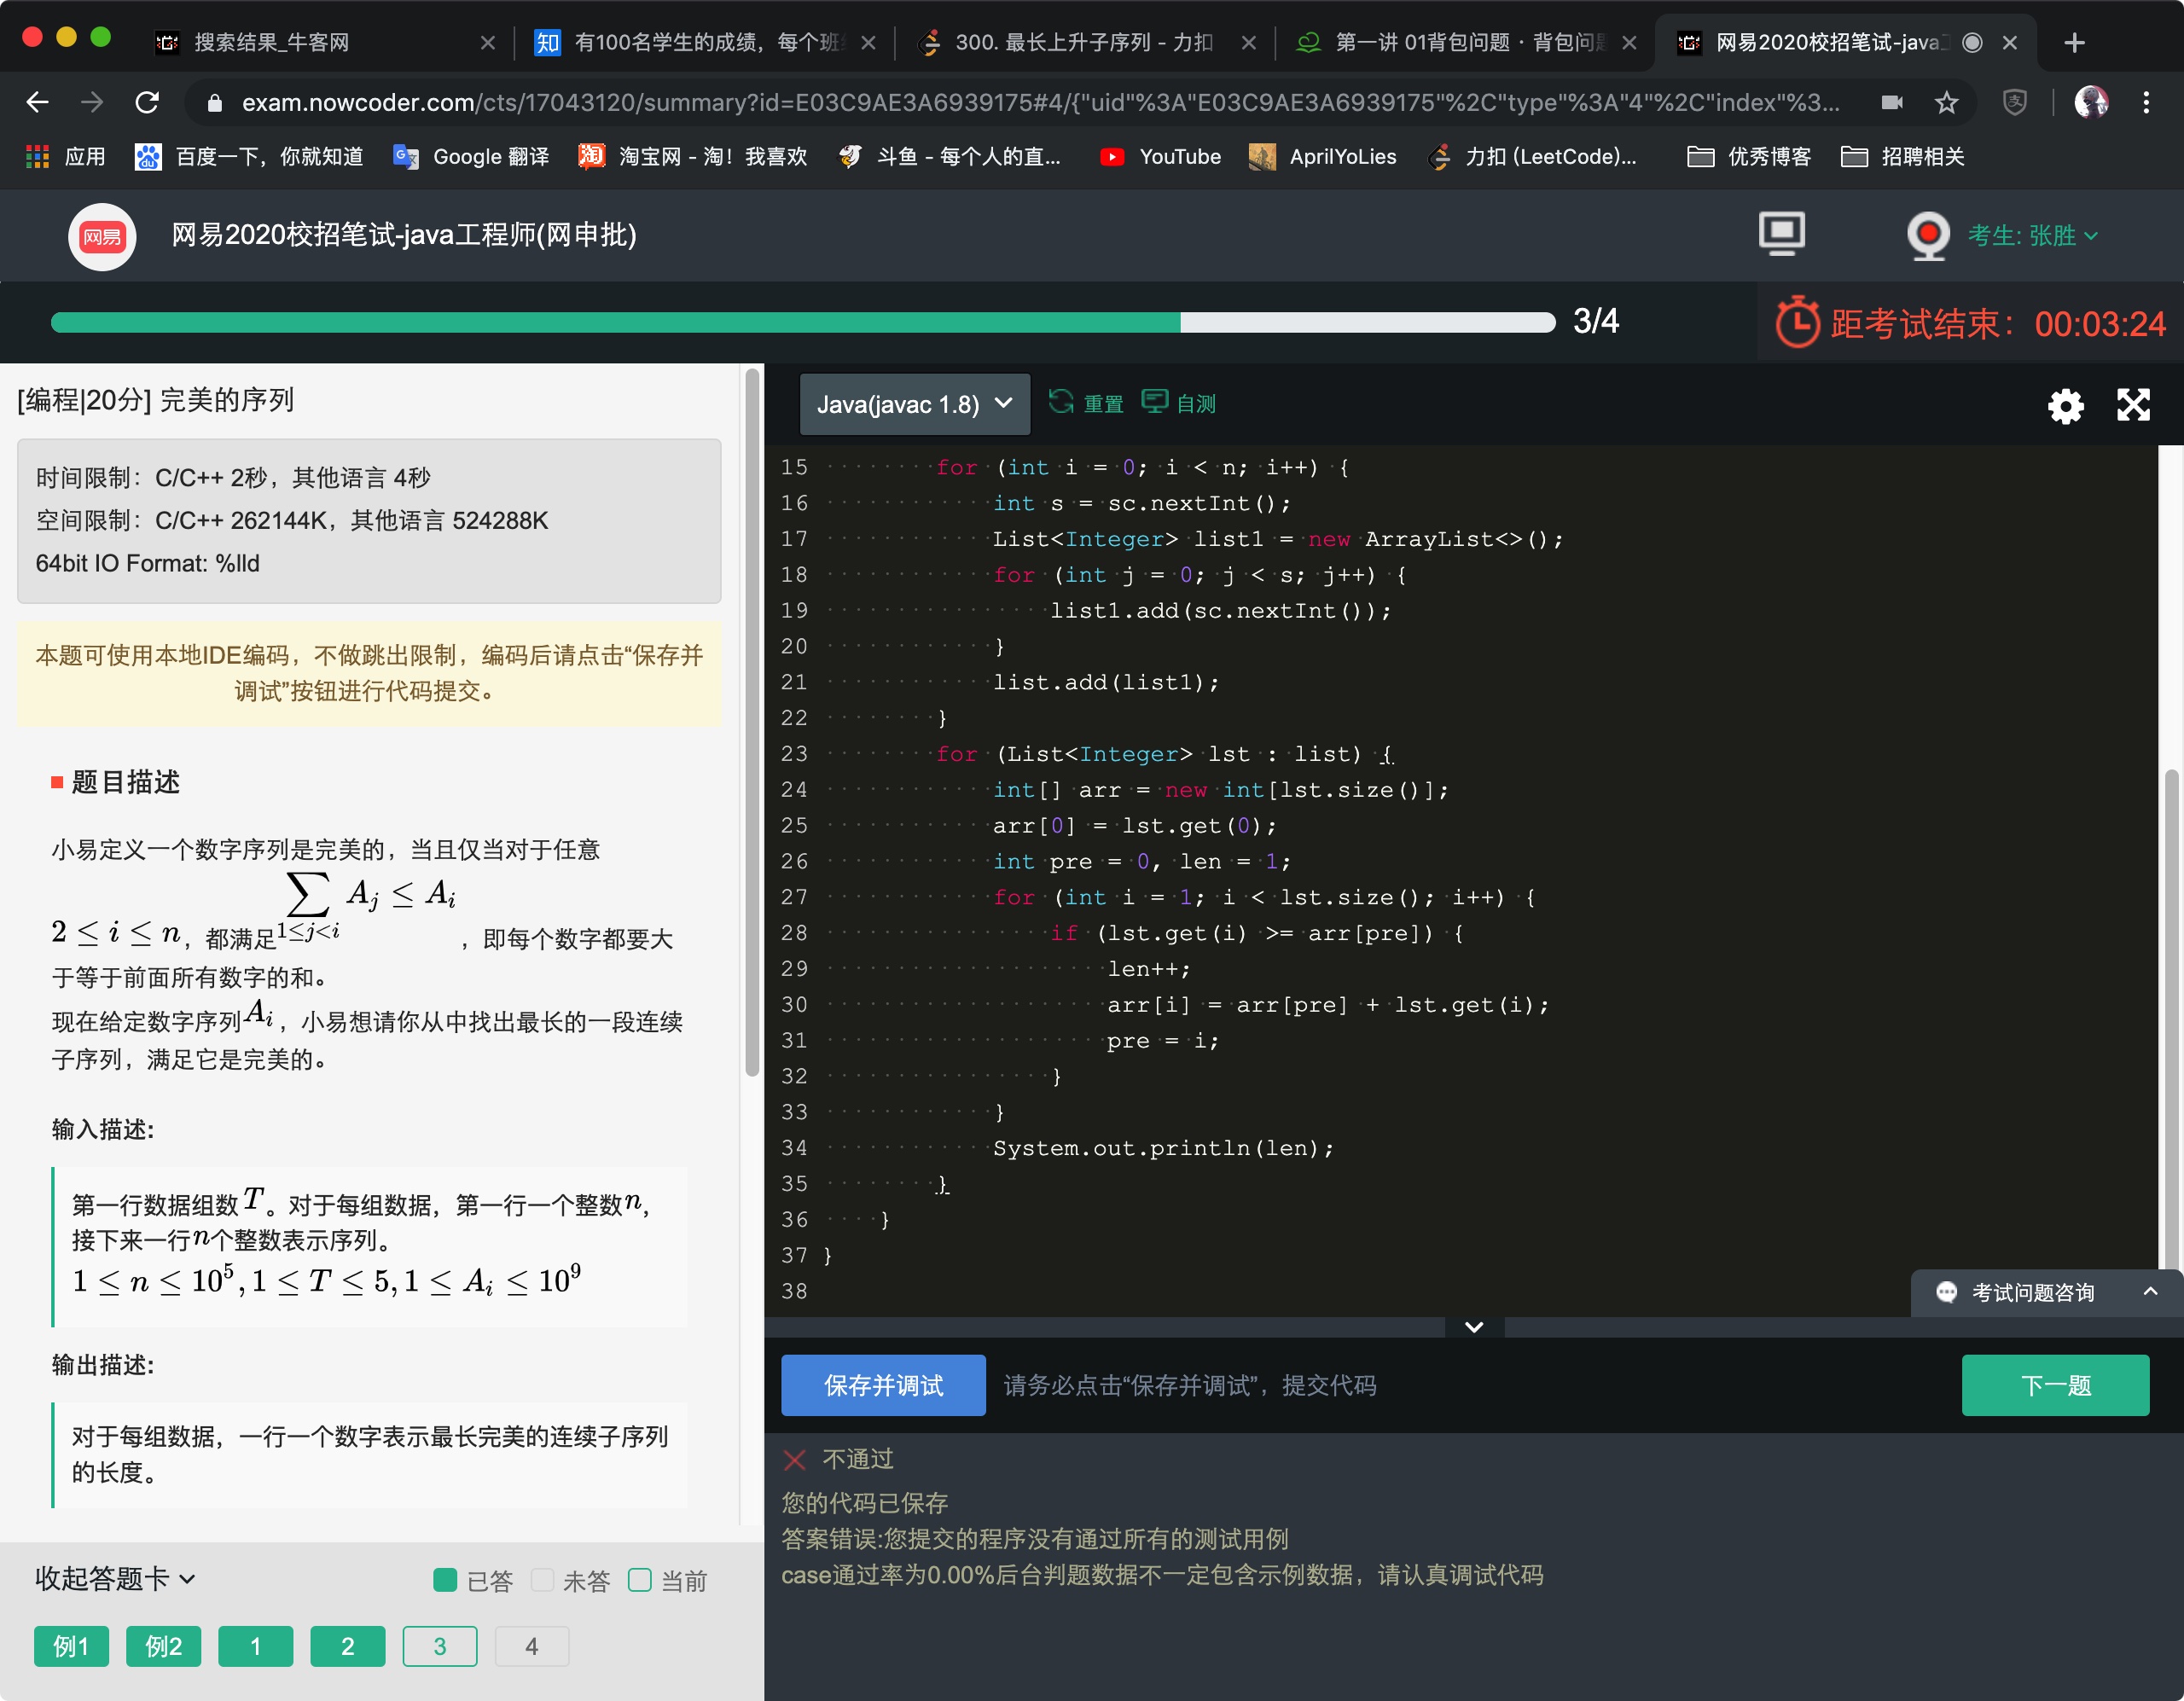 搜索结果_牛客网
知 有100名学生的成绩，每个班
300. 最长上升子序列 - 力扣
第一讲 01背包问题 · 背包问
网易2020校招笔试-java
exam.nowcoder.com/cts/17043120/summary?id=E03C9AE3A6939175#4/{"uid"%3A"E03C9AE3A6939175"%2C"type"%3A"4"%2C"index"%3...
应用
百度一下，你就知道
Google 翻译
淘宝网 - 淘！我喜欢
斗鱼 - 每个人的直...
YouTube
AprilYoLies
力扣 (LeetCode)...
优秀博客
招聘相关
网易 网易2020校招笔试-java工程师(网申批)
考生: 张胜
3/4
距考试结束： 00:03:24
[编程|20分] 完美的序列
时间限制：C/C++ 2秒，其他语言 4秒
空间限制：C/C++ 262144K，其他语言 524288K
64bit IO Format: %lld
本题可使用本地IDE编码，不做跳出限制，编码后请点击“保存并
调试”按钮进行代码提交。
题目描述
小易定义一个数字序列是完美的，当且仅当对于任意
2 ≤ i ≤ n，都满足∑1≤j<i Aj ≤ Ai，即每个数字都要大
于等于前面所有数字的和。
现在给定数字序列Ai，小易想请你从中找出最长的一段连续
子序列，满足它是完美的。
输入描述:
第一行数据组数T。对于每组数据，第一行一个整数n，
接下来一行n个整数表示序列。
1 ≤ n ≤ 10^5, 1 ≤ T ≤ 5, 1 ≤ Ai ≤ 10^9
输出描述:
对于每组数据，一行一个数字表示最长完美的连续子序列
的长度。
收起答题卡
已答 未答 当前
例1 例2 1 2 3 4
Java(javac 1.8) 重置 自测
15 for (int i = 0; i < n; i++) {
16 int s = sc.nextInt();
17 List<Integer> list1 = new ArrayList<>();
18 for (int j = 0; j < s; j++) {
19 list1.add(sc.nextInt());
20 }
21 list.add(list1);
22 }
23 for (List<Integer> lst : list) {
24 int[] arr = new int[lst.size()];
25 arr[0] = lst.get(0);
26 int pre = 0, len = 1;
27 for (int i = 1; i < lst.size(); i++) {
28 if (lst.get(i) >= arr[pre]) {
29 len++;
30 arr[i] = arr[pre] + lst.get(i);
31 pre = i;
32 }
33 }
34 System.out.println(len);
35 }
36 }
37 }
38
考试问题咨询
保存并调试 请务必点击“保存并调试”，提交代码 下一题
不通过
您的代码已保存
答案错误:您提交的程序没有通过所有的测试用例
case通过率为0.00%后台判题数据不一定包含示例数据，请认真调试代码